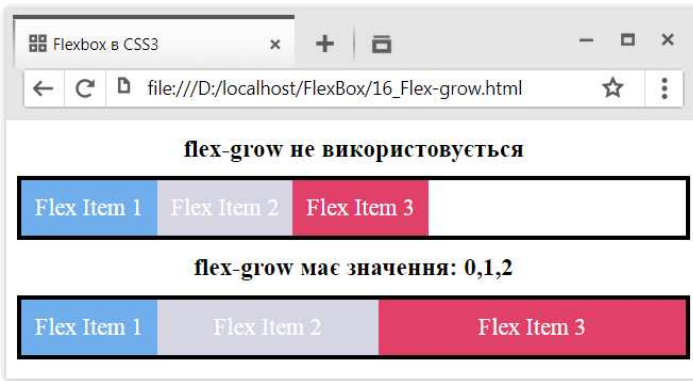 Flexbox в CSS3
file:///D:/localhost/FlexBox/16_Flex-grow.html
flex-grow не використовується
Flex Item 1 Flex Item 2 Flex Item 3
flex-grow має значення: 0,1,2
Flex Item 1 Flex Item 2 Flex Item 3